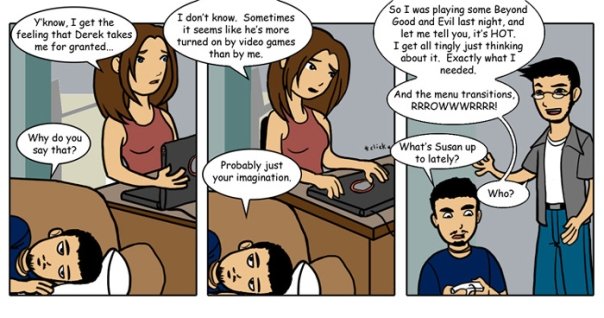 Y'know, I get the
feeling that Derek takes
me for granted...
Why do you
say that?
I don't know. Sometimes
it seems like he's more
turned on by video games
than by me.
*click*
Probably just
your imagination.
So I was playing some Beyond
Good and Evil last night, and
let me tell you, it's HOT.
I get all tingly just thinking
about it. Exactly what I
needed.
And the menu transitions,
RRROWWWRRRR!
What's Susan up
to lately?
Who?